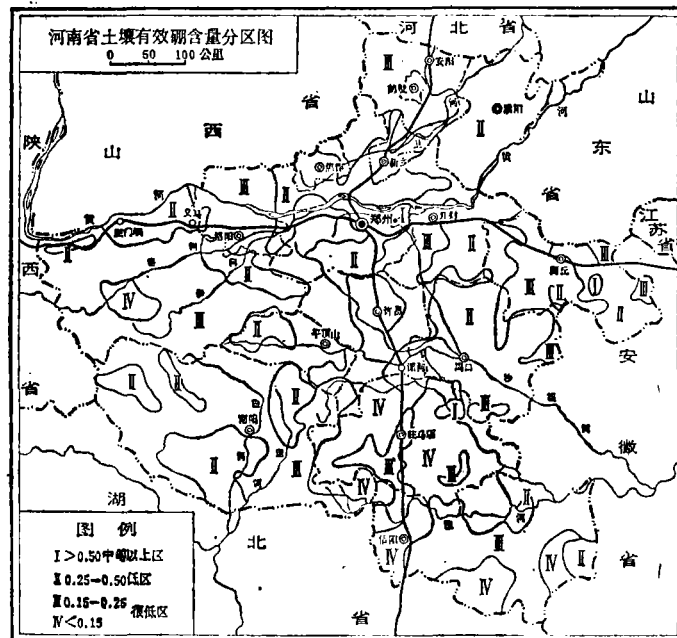 河南省土壤有效硼含量分区图
0 50 100 公里
河北省
山西省
陕西省
山东省
江苏省
安徽省
湖北省
安阳
鹤壁
濮阳
新乡
焦作
郑州
开封
商丘
洛阳
义马
三门峡
许昌
平顶山
漯河
周口
南阳
驻马店
信阳
黄河
图例
Ⅰ>0.50中等以上区
Ⅱ0.25—0.50低区
Ⅲ0.15—0.25 很低区
Ⅳ<0.15